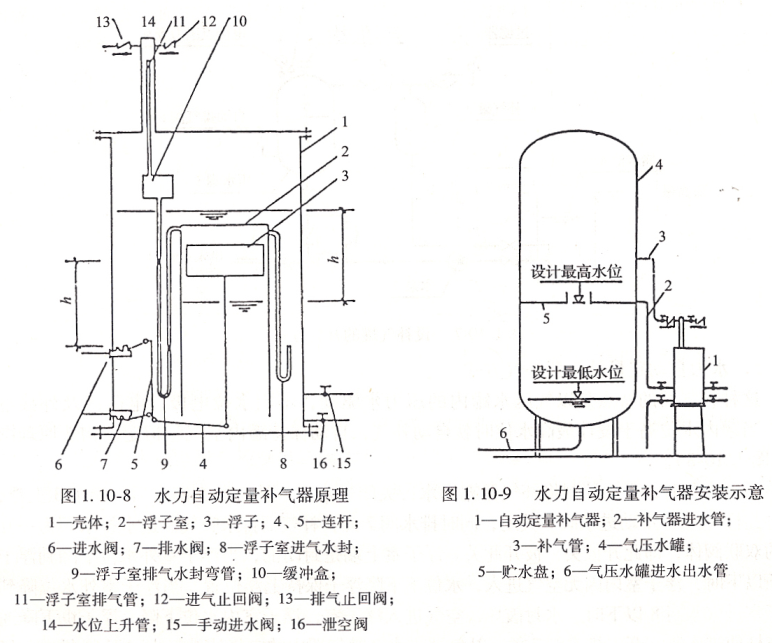 13
14
11
12
10
1
2
3
h
h
6
7
5
9
4
8
16
15
图1.10-8 水力自动定量补气器原理
1—壳体；2—浮子室；3—浮子；4、5—连杆；
6—进水阀；7—排水阀；8—浮子室进气水封；
9—浮子室排气水封弯管；10—缓冲盒；
11—浮子室排气管；12—进气止回阀；13—排气止回阀；
14—水位上升管；15—手动进水阀；16—泄空阀
4
3
设计最高水位
2
5
1
设计最低水位
6
图1.10-9 水力自动定量补气器安装示意
1—自动定量补气器；2—补气器进水管；
3—补气管；4—气压水罐；
5—贮水盘；6—气压水罐进水出水管